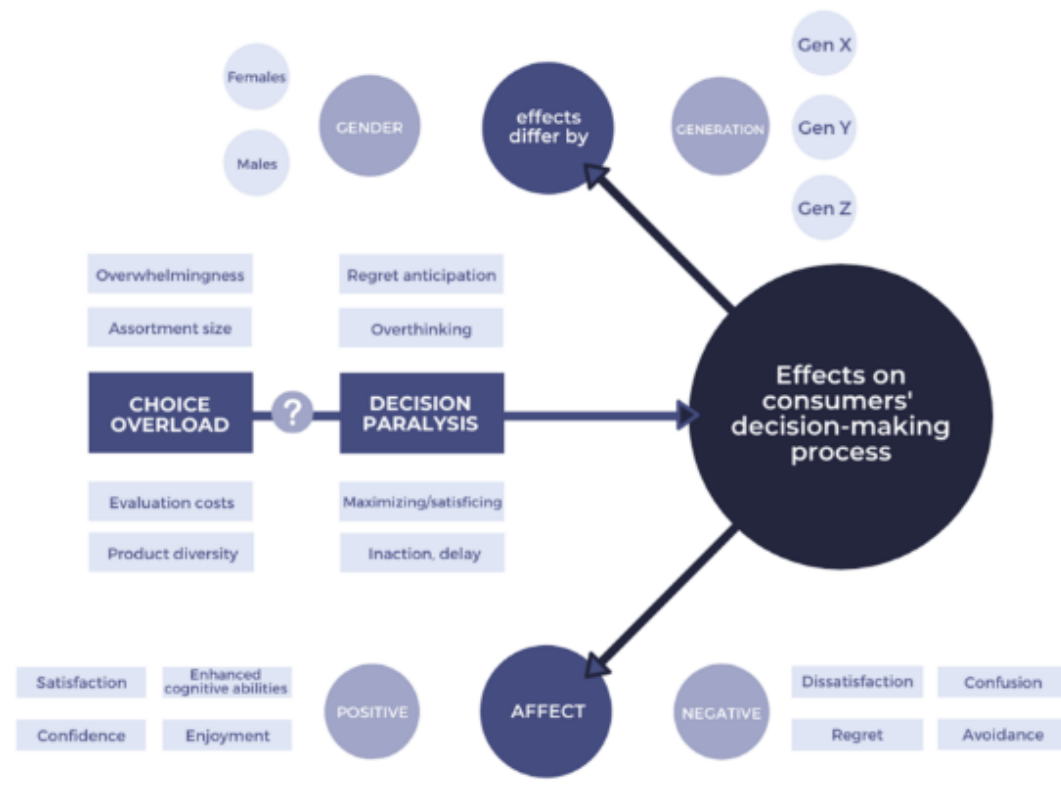 Females
Males
GENDER
effects
differ by
GENERATION
Gen X
Gen Y
Gen Z
Overwhelmingness
Assortment size
CHOICE
OVERLOAD
Evaluation costs
Product diversity
?
Regret anticipation
Overthinking
DECISION
PARALYSIS
Maximizing/satisficing
Inaction, delay
Effects on
consumers'
decision-making
process
Satisfaction
Enhanced
cognitive abilities
Confidence
Enjoyment
POSITIVE
AFFECT
NEGATIVE
Dissatisfaction
Confusion
Regret
Avoidance